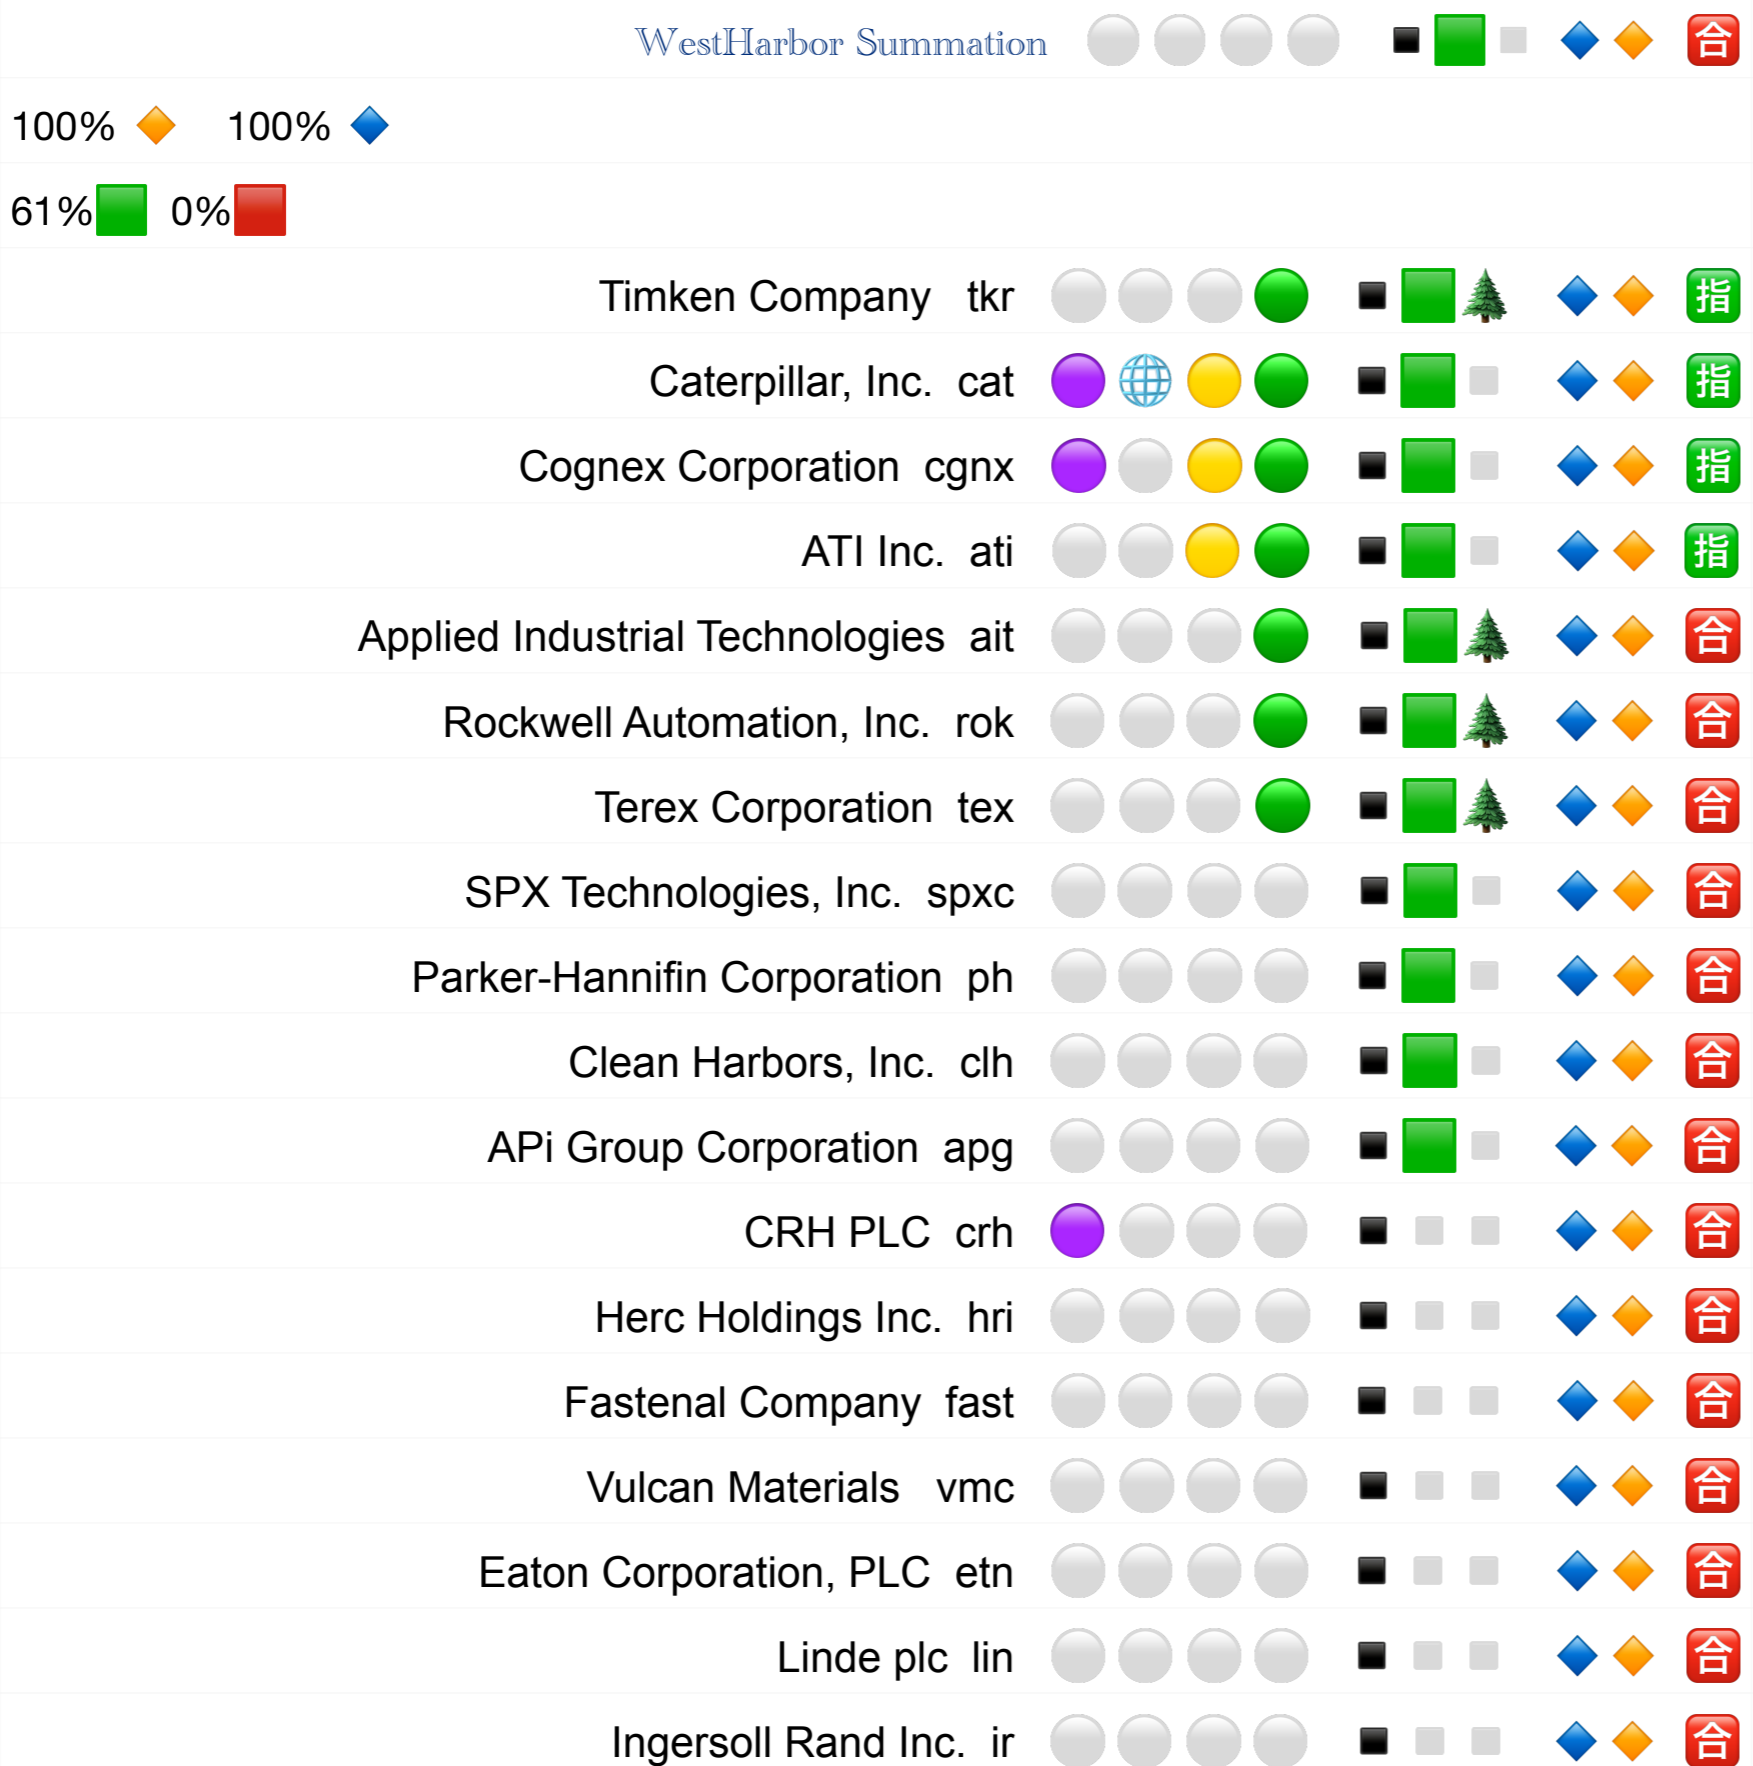 WestHarbor Summation 合
100% 100%
61% 0%
Timken Company tkr 指
Caterpillar, Inc. cat 指
Cognex Corporation cgnx 指
ATI Inc. ati 指
Applied Industrial Technologies ait 合
Rockwell Automation, Inc. rok 合
Terex Corporation tex 合
SPX Technologies, Inc. spxc 合
Parker-Hannifin Corporation ph 合
Clean Harbors, Inc. clh 合
APi Group Corporation apg 合
CRH PLC crh 合
Herc Holdings Inc. hri 合
Fastenal Company fast 合
Vulcan Materials vmc 合
Eaton Corporation, PLC etn 合
Linde plc lin 合
Ingersoll Rand Inc. ir 合